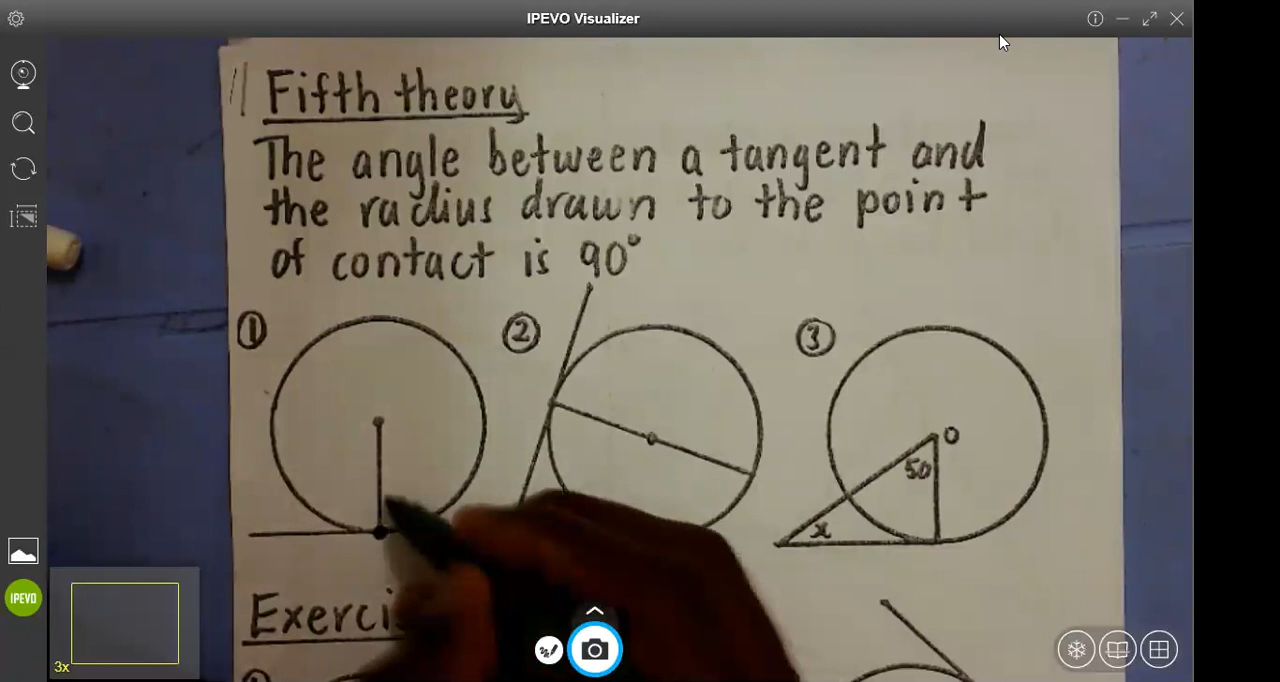 IPEVO Visualizer
Fifth theory
The angle between a tangent and
the radius drawn to the point
of contact is 90°
① ② ③
O
50
x
IPEVO
Exerci
3x